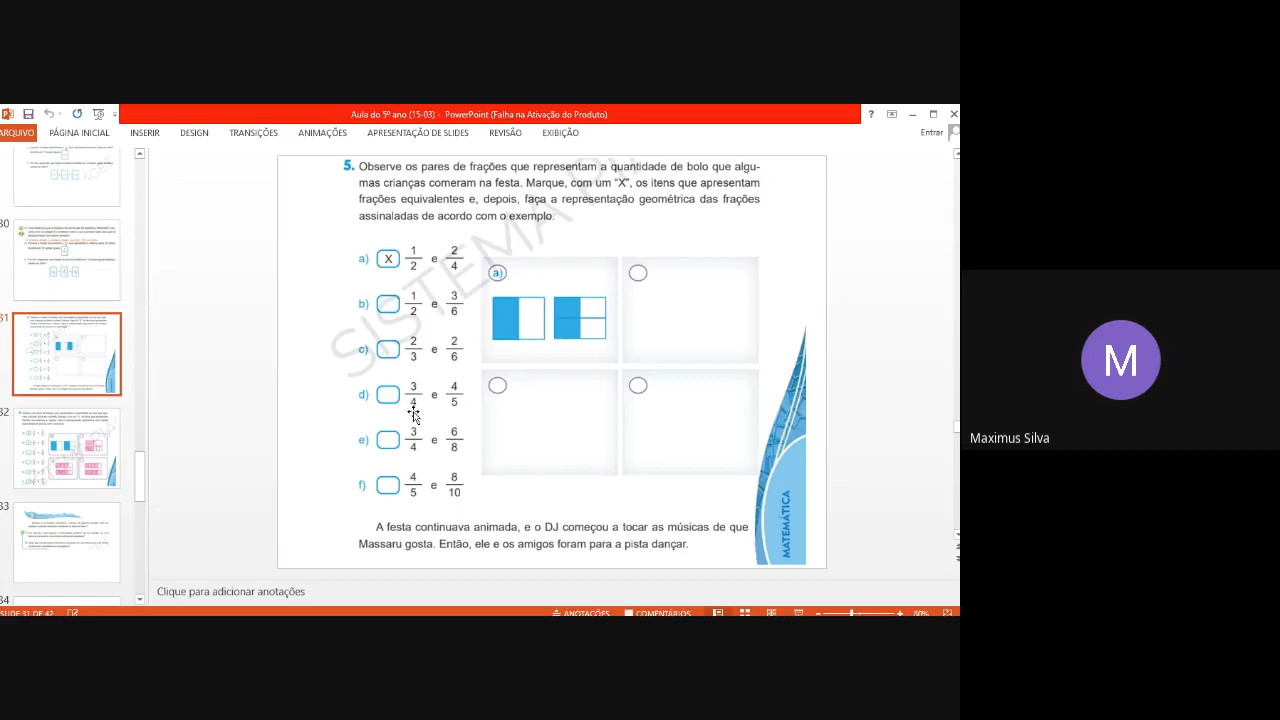 Aula do 5º ano (15-03) - PowerPoint (Falha na Ativação do Produto)
ARQUIVO PÁGINA INICIAL INSERIR DESIGN TRANSIÇÕES ANIMAÇÕES APRESENTAÇÃO DE SLIDES REVISÃO EXIBIÇÃO Entrar
5. Observe os pares de frações que representam a quantidade de bolo que algu-
mas crianças comeram na festa. Marque, com um "X", os itens que apresentam
frações equivalentes e, depois, faça a representação geométrica das frações
assinaladas de acordo com o exemplo.
a) X 1/2 e 2/4
b) 1/2 e 3/6
c) 2/3 e 2/6
d) 3/4 e 4/5
e) 3/4 e 6/8
f) 4/5 e 8/10
a)
A festa continuava animada, e o DJ começou a tocar as músicas de que
Massaru gosta. Então, ele e os amigos foram para a pista dançar.
MATEMÁTICA
SISTEMA
30
31
32
33
34
Clique para adicionar anotações
SLIDE 31 DE 42 ANOTAÇÕES COMENTÁRIOS 80%
M
Maximus Silva